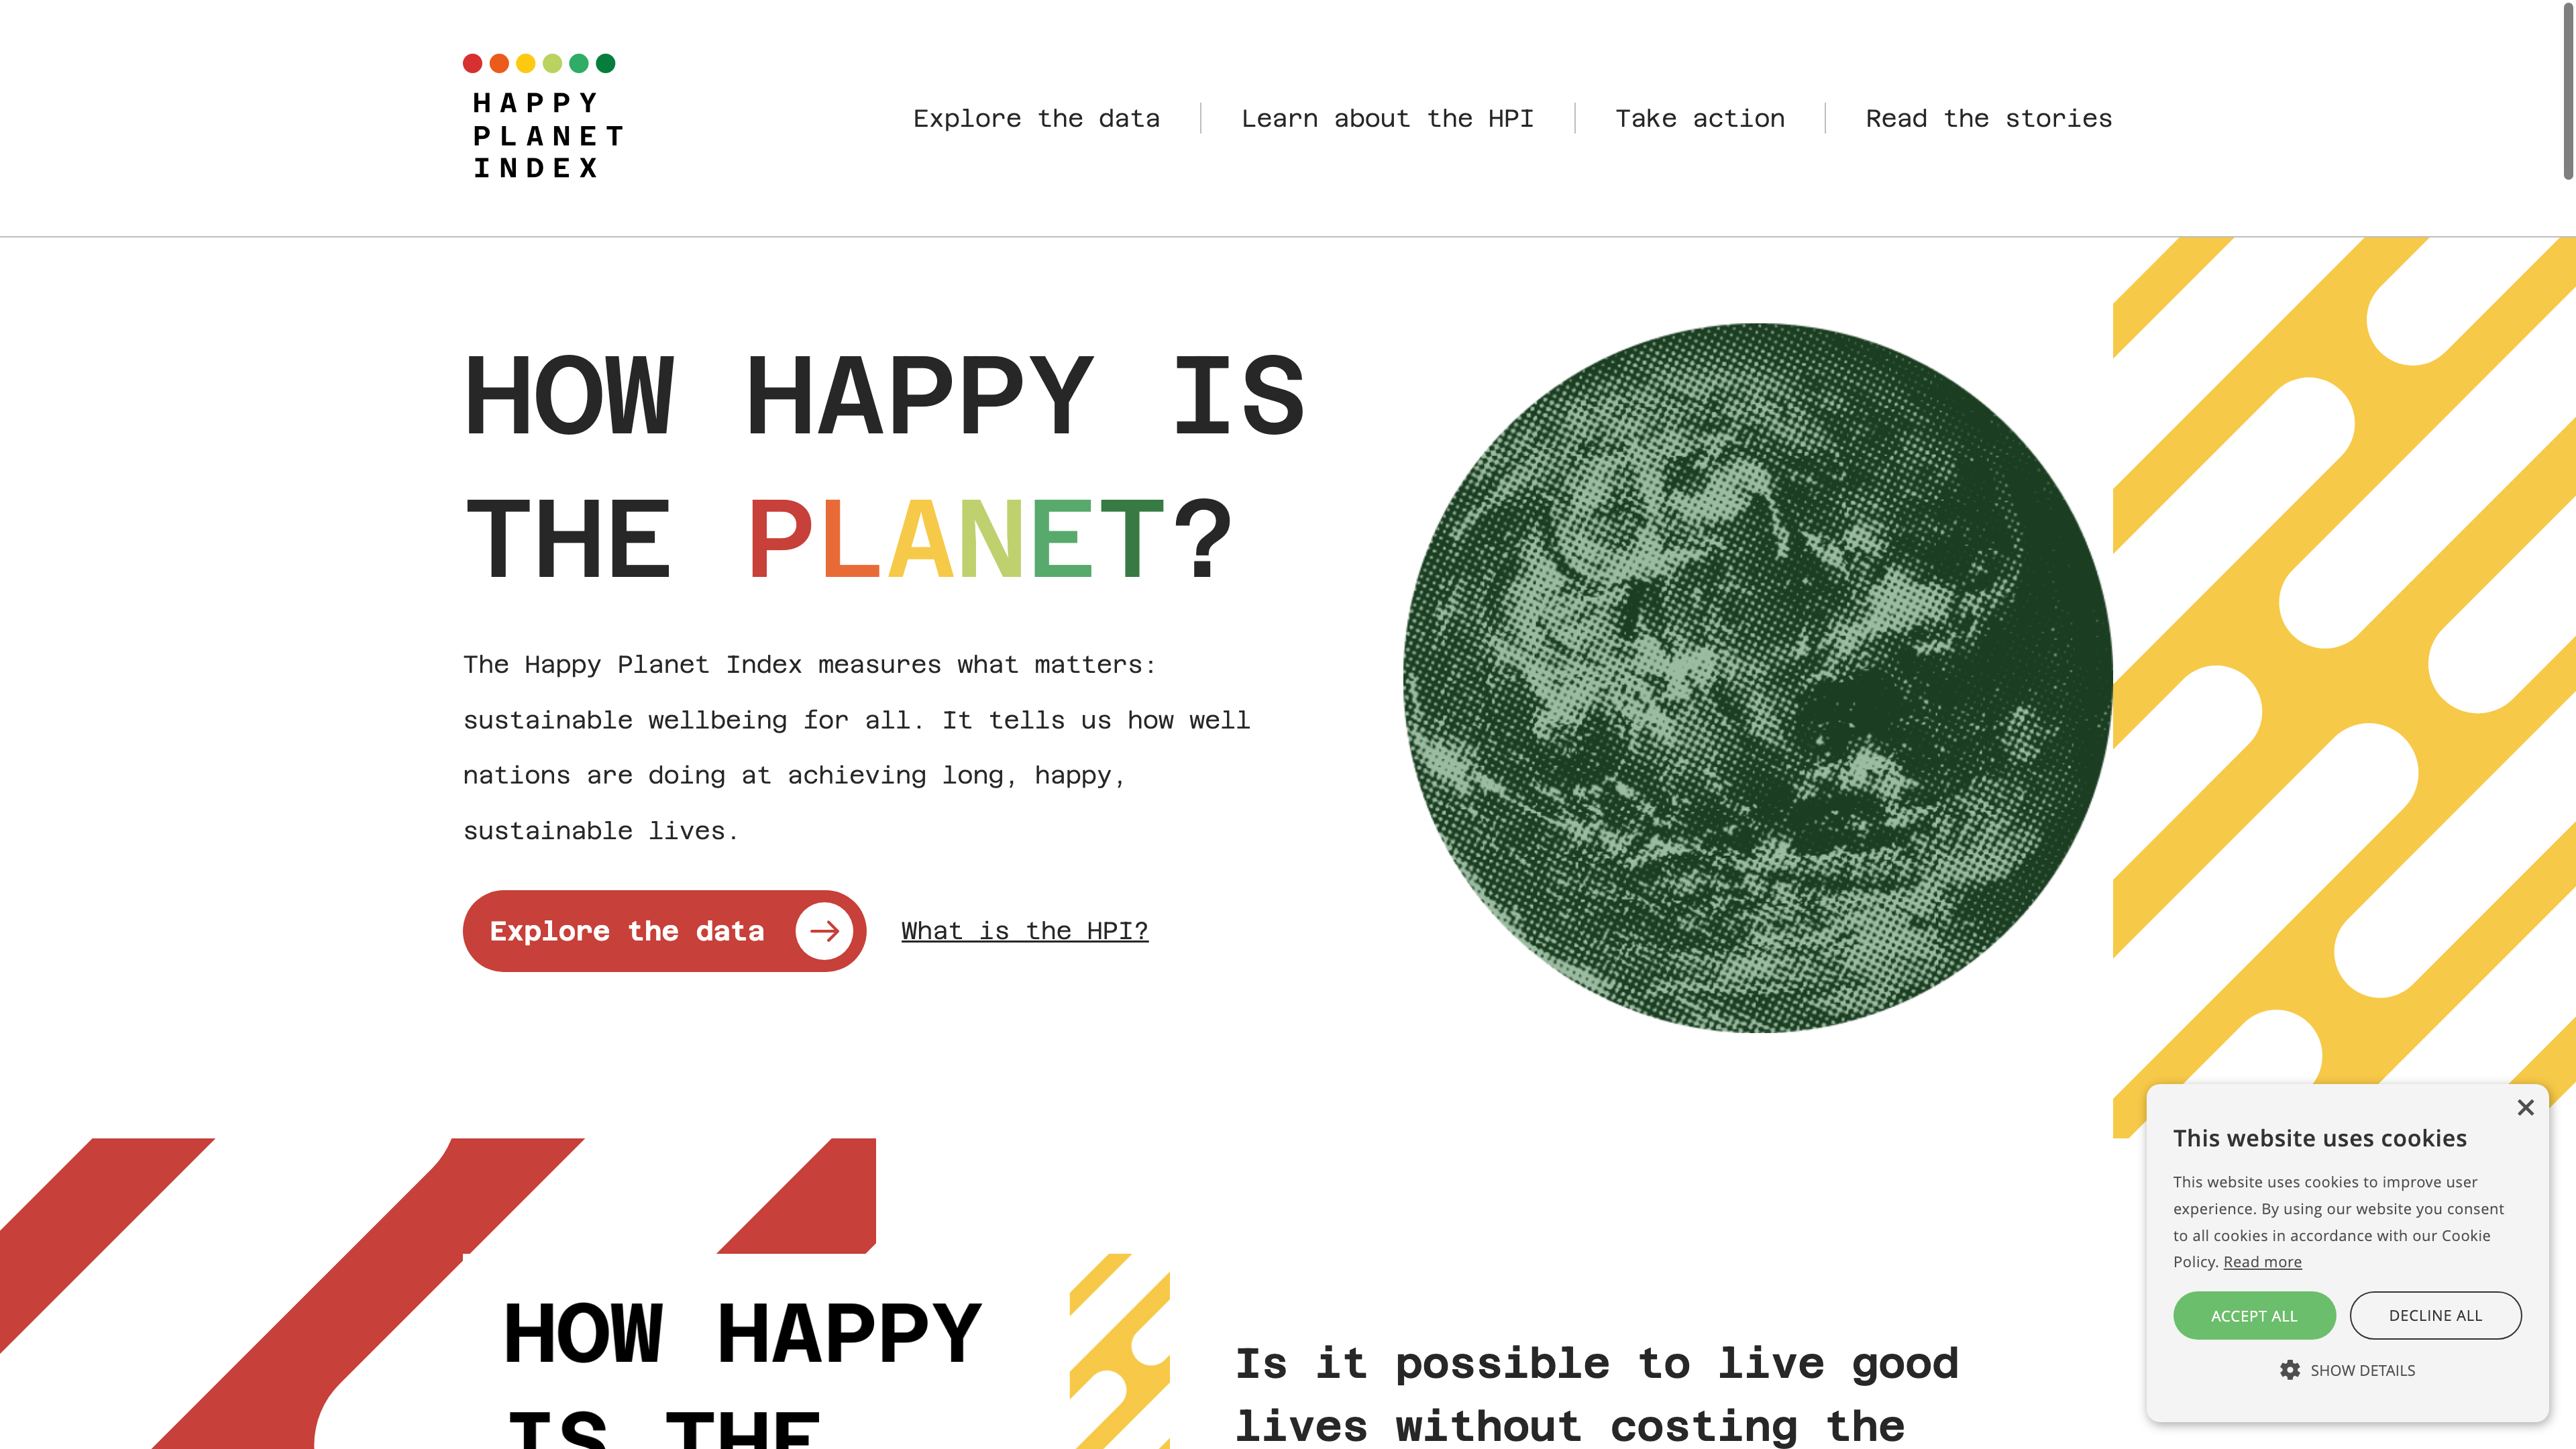 HAPPY
PLANET
INDEX
Explore the data
Learn about the HPI
Take action
Read the stories
HOW HAPPY IS
THE PLANET?
The Happy Planet Index measures what matters:
sustainable wellbeing for all. It tells us how well
nations are doing at achieving long, happy,
sustainable lives.
Explore the data
What is the HPI?
HOW HAPPY
IS THE
Is it possible to live good
lives without costing the
This website uses cookies
This website uses cookies to improve user
experience. By using our website you consent
to all cookies in accordance with our Cookie
Policy. Read more
ACCEPT ALL
DECLINE ALL
SHOW DETAILS